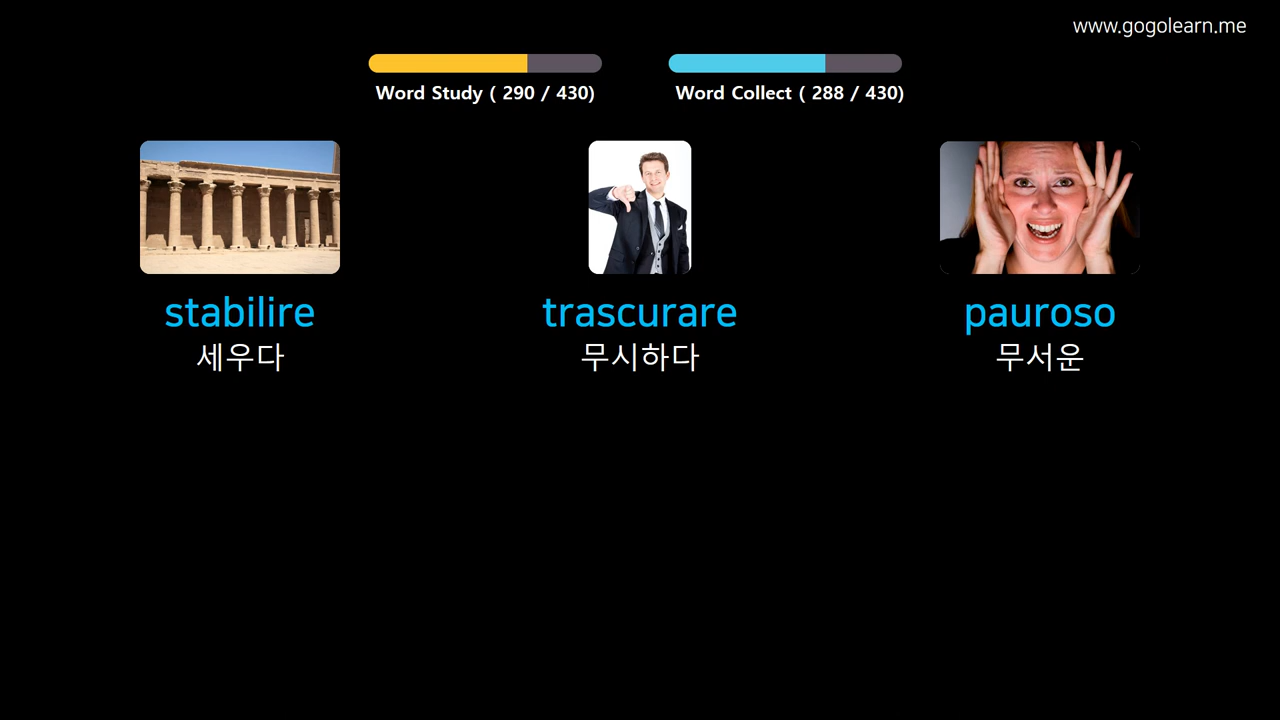 www.gogolearn.me
Word Study ( 290 / 430)
Word Collect ( 288 / 430)
stabilire
세우다
trascurare
무시하다
pauroso
무서운